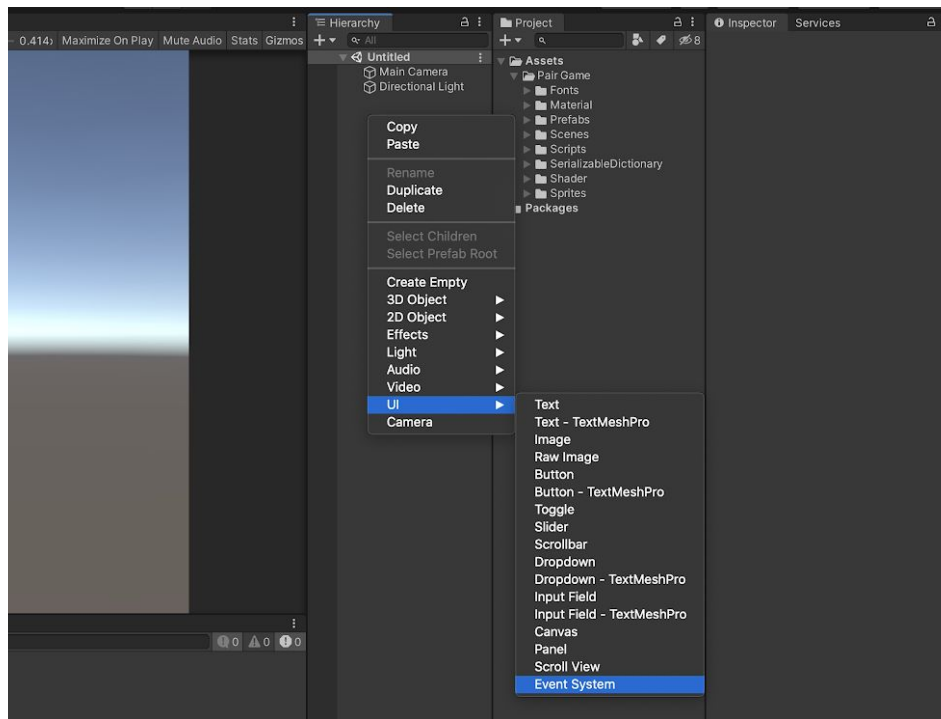 Hierarchy
Project
Inspector
Services
0.414x
Maximize On Play
Mute Audio
Stats
Gizmos
All
8
Untitled
Main Camera
Directional Light
Assets
Pair Game
Fonts
Material
Prefabs
Scenes
Scripts
SerializableDictionary
Shader
Sprites
Packages
Copy
Paste
Rename
Duplicate
Delete
Select Children
Select Prefab Root
Create Empty
3D Object
2D Object
Effects
Light
Audio
Video
UI
Camera
Text
Text - TextMeshPro
Image
Raw Image
Button
Button - TextMeshPro
Toggle
Slider
Scrollbar
Dropdown
Dropdown - TextMeshPro
Input Field
Input Field - TextMeshPro
Canvas
Panel
Scroll View
Event System
0
0
0